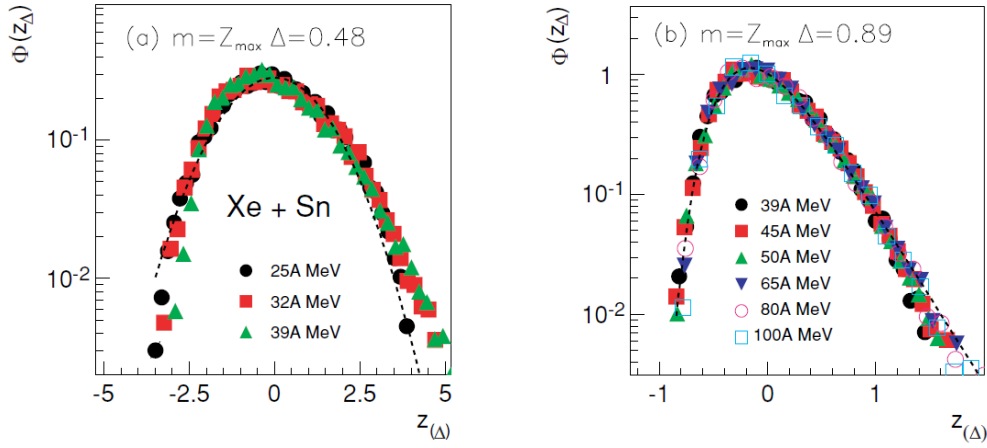 Φ(z_Δ)
(a) m=Z_max Δ=0.48
10⁻¹
10⁻²
Xe + Sn
25A MeV
32A MeV
39A MeV
-5 -2.5 0 2.5 5
z_(Δ)
Φ(z_Δ)
(b) m=Z_max Δ=0.89
1
10⁻¹
10⁻²
39A MeV
45A MeV
50A MeV
65A MeV
80A MeV
100A MeV
-1 0 1
z_(Δ)